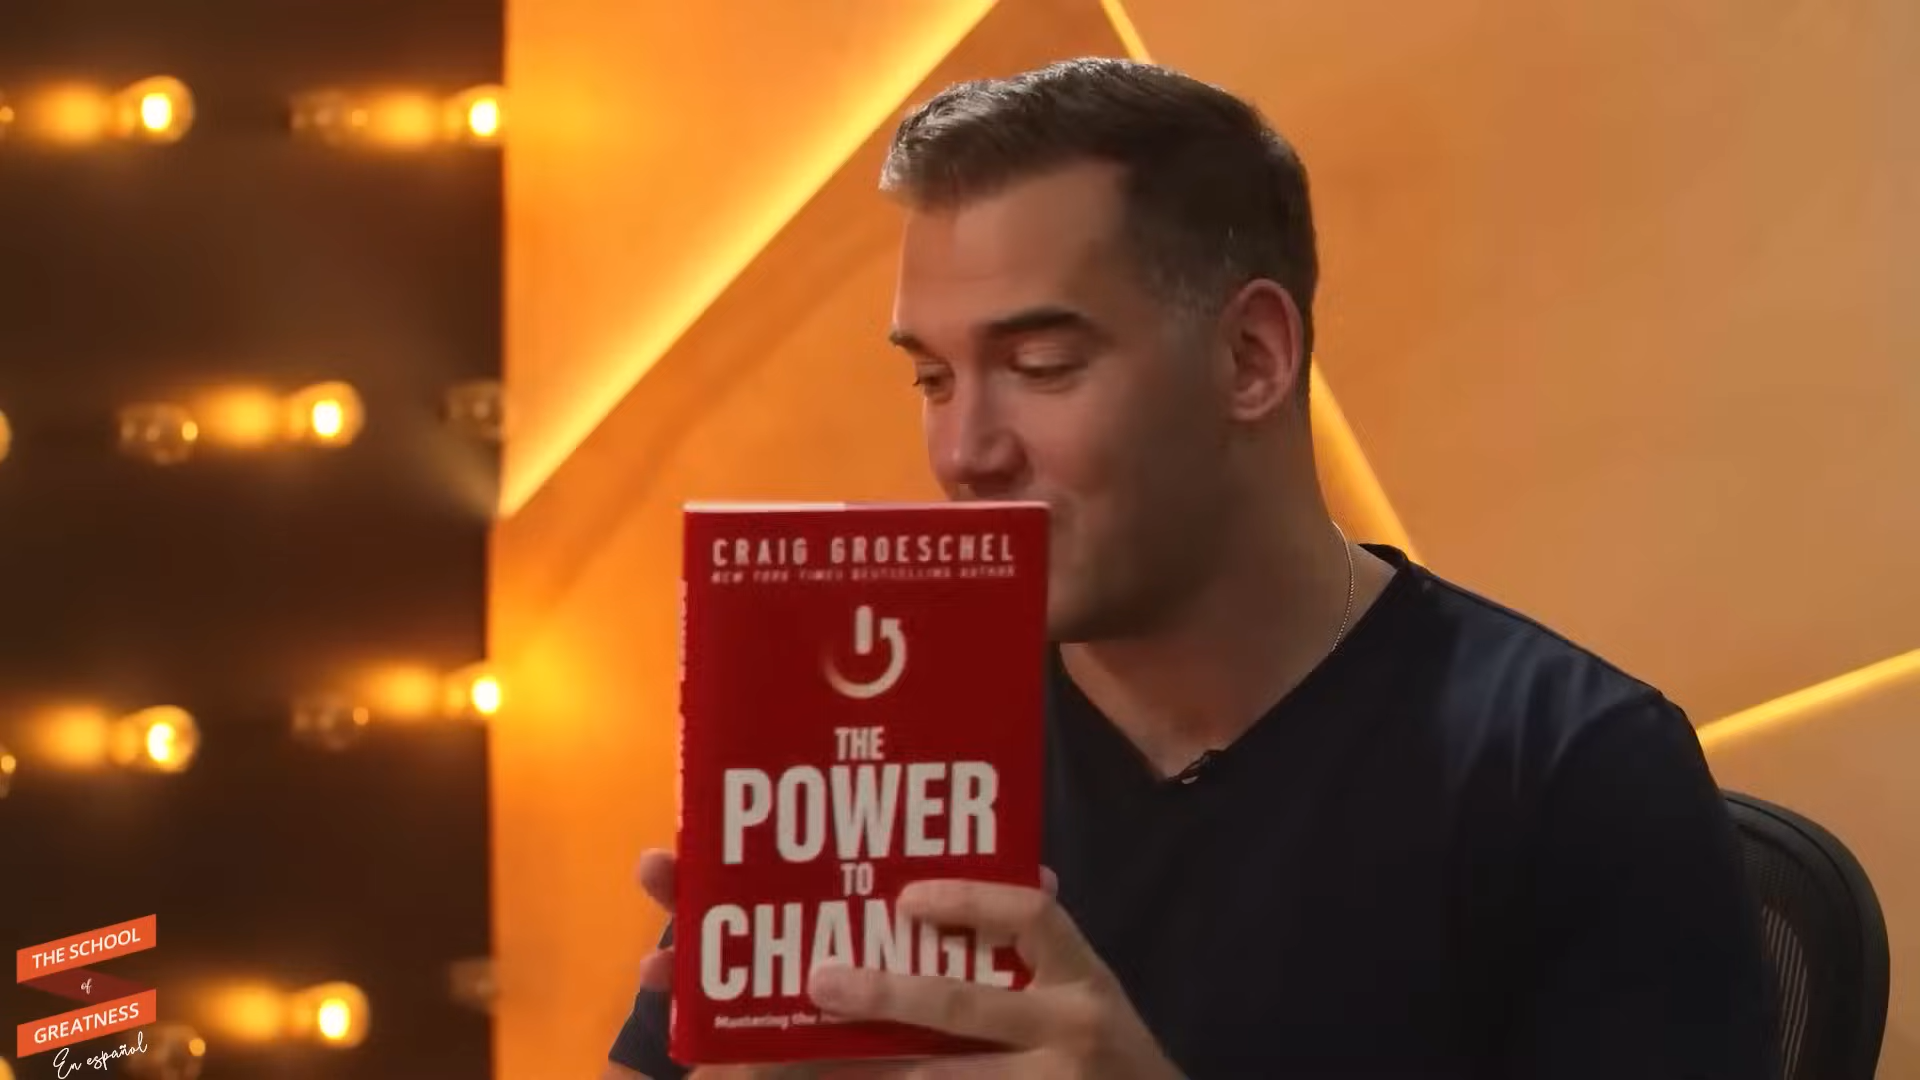 CRAIG GROESCHEL
NEW YORK TIMES BESTSELLING AUTHOR
THE
POWER
TO
CHANGE
Mastering the
THE SCHOOL
of
GREATNESS
En español